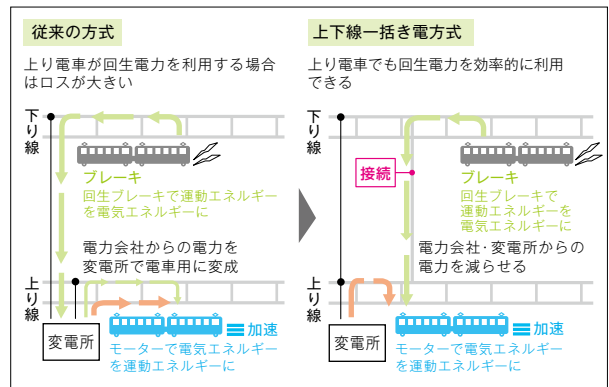 従来の方式
上り電車が回生電力を利用する場合
はロスが大きい
下り線
ブレーキ
回生ブレーキで運動エネルギー
を電気エネルギーに
電力会社からの電力を
変電所で電車用に変成
上り線
変電所
加速
モーターで電気エネルギー
を運動エネルギーに
上下線一括き電方式
上り電車でも回生電力を効率的に利用
できる
下り線
接続
ブレーキ
回生ブレーキで
運動エネルギーを
電気エネルギーに
電力会社・変電所からの
電力を減らせる
上り線
変電所
加速
モーターで電気エネルギー
を運動エネルギーに